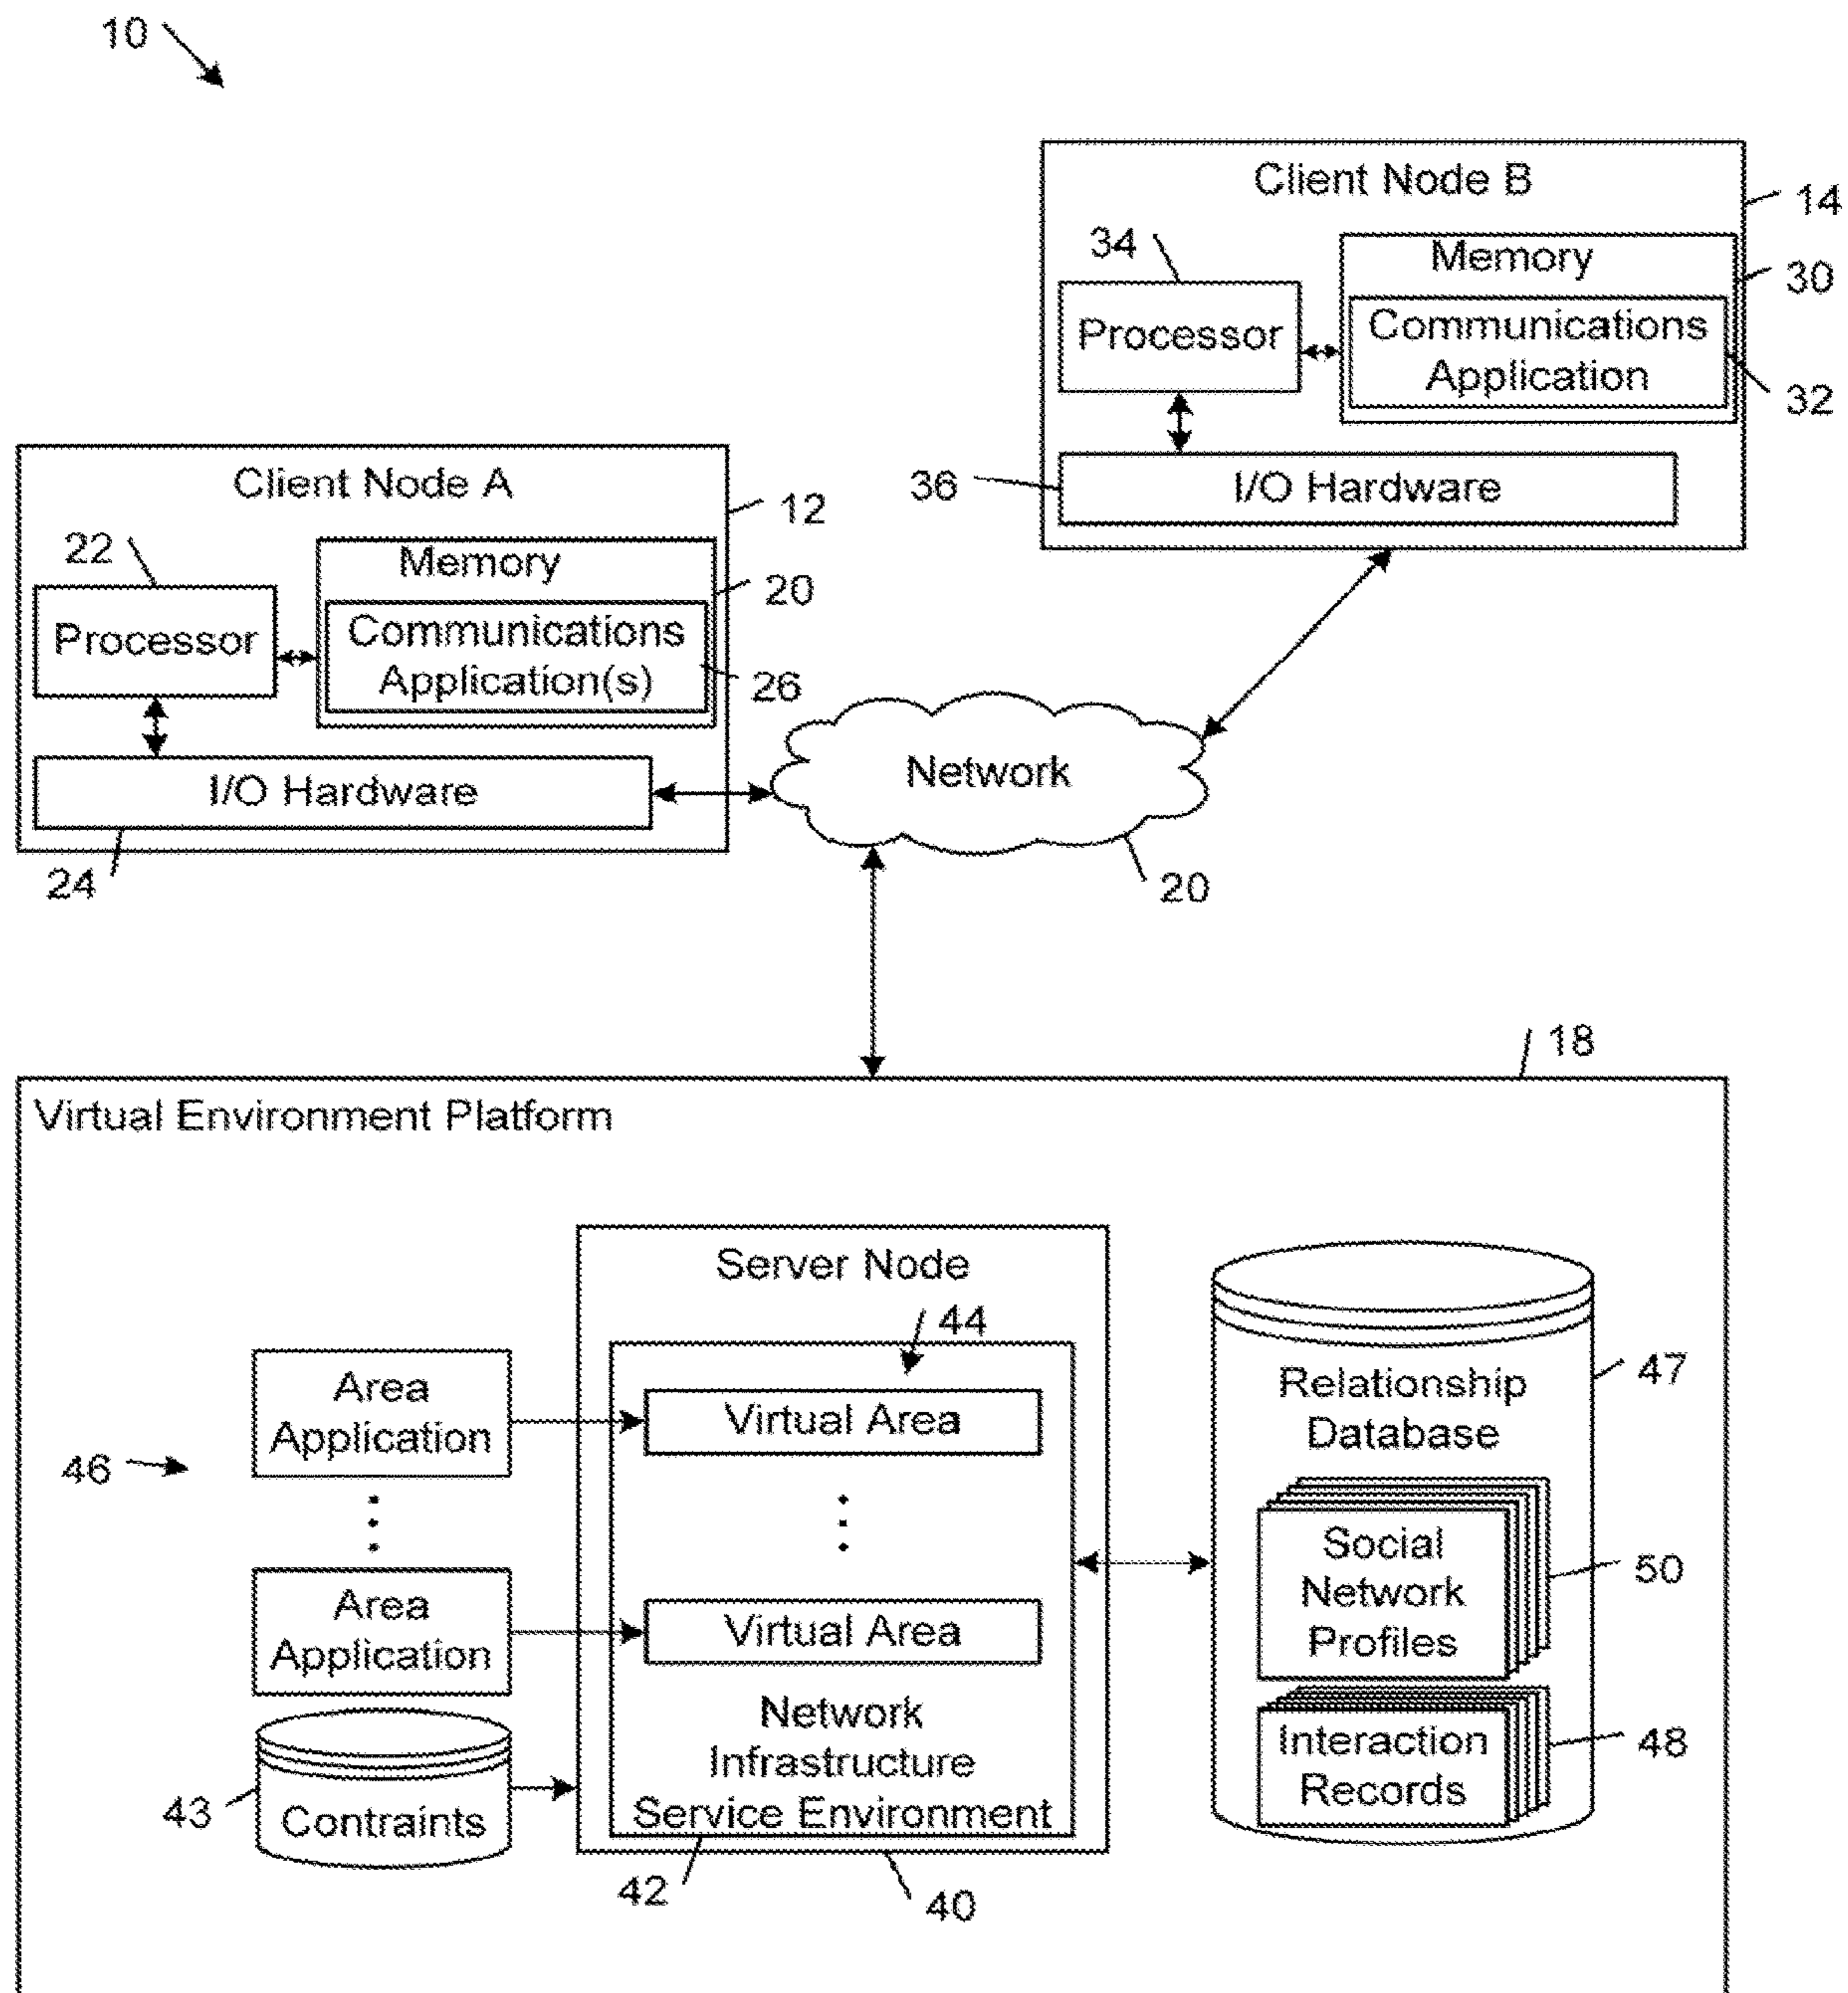 10
Client Node B
14
34
Memory
30
Processor
Communications
Application
32
36
I/O Hardware
Client Node A
12
22
Memory
20
Processor
Communications
Application(s)
26
I/O Hardware
24
Network
20
18
Virtual Environment Platform
Server Node
44
Area
Application
Virtual Area
46
Area
Application
Virtual Area
Network
Infrastructure
Service Environment
43
Contraints
42
40
Relationship
Database
47
Social
Network
Profiles
50
Interaction
Records
48